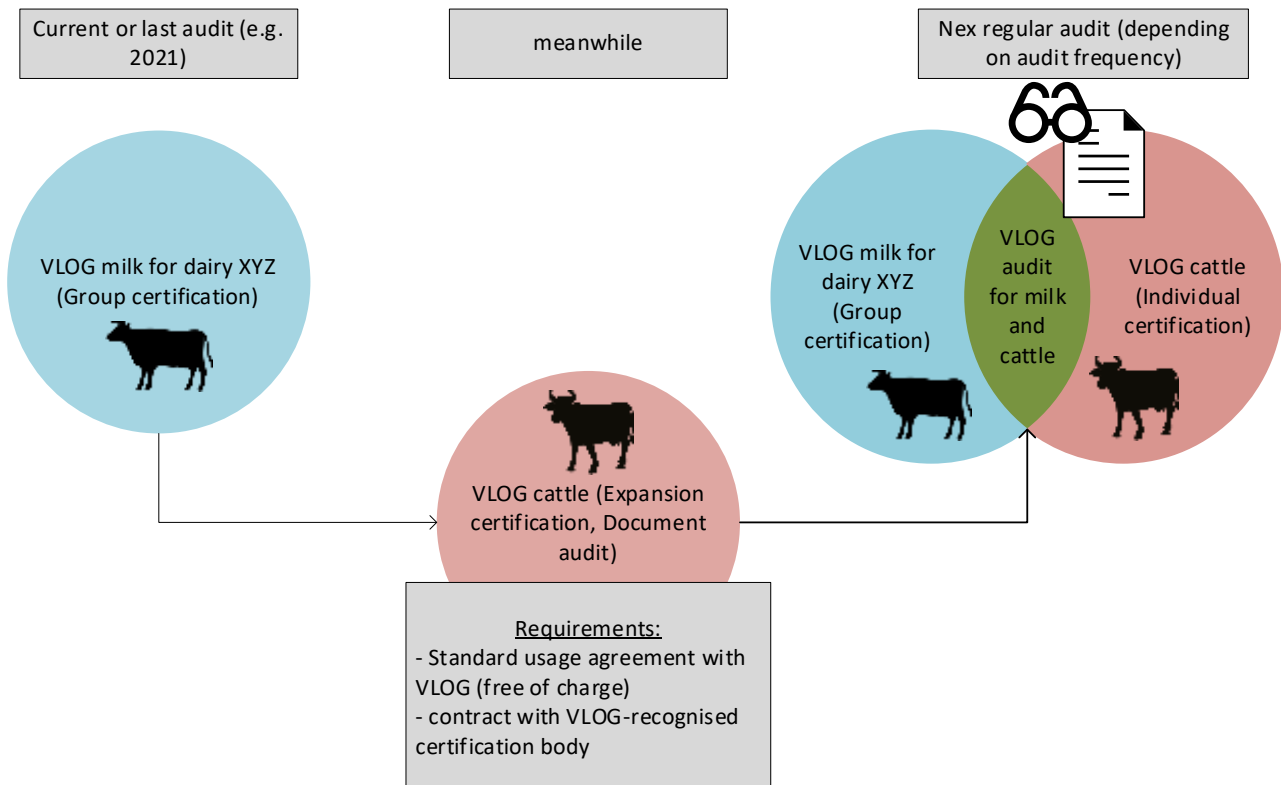 Current or last audit (e.g.
2021)
meanwhile
Nex regular audit (depending
on audit frequency)
VLOG milk for dairy XYZ
(Group certification)
VLOG cattle (Expansion
certification, Document
audit)
Requirements:
- Standard usage agreement with
VLOG (free of charge)
- contract with VLOG-recognised
certification body
VLOG milk for
dairy XYZ
(Group
certification)
VLOG
audit
for milk
and
cattle
VLOG cattle
(Individual
certification)